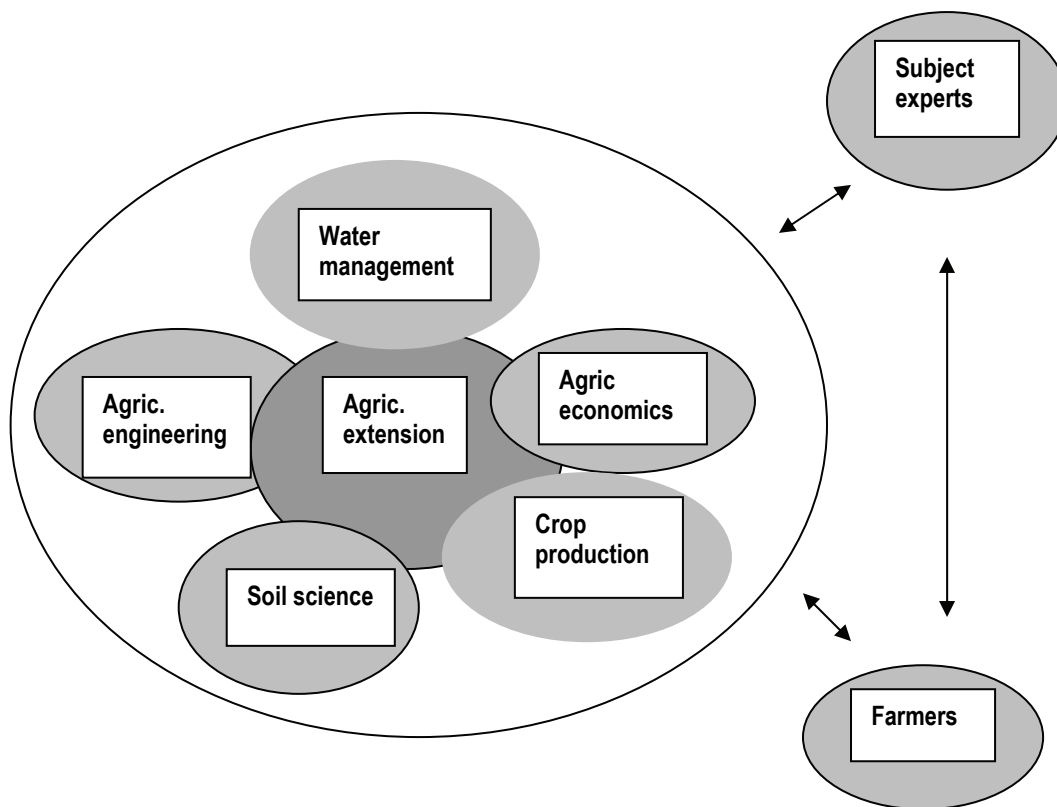 Subject
experts
Water
management
Agric.
engineering
Agric.
extension
Agric
economics
Crop
production
Soil science
Farmers